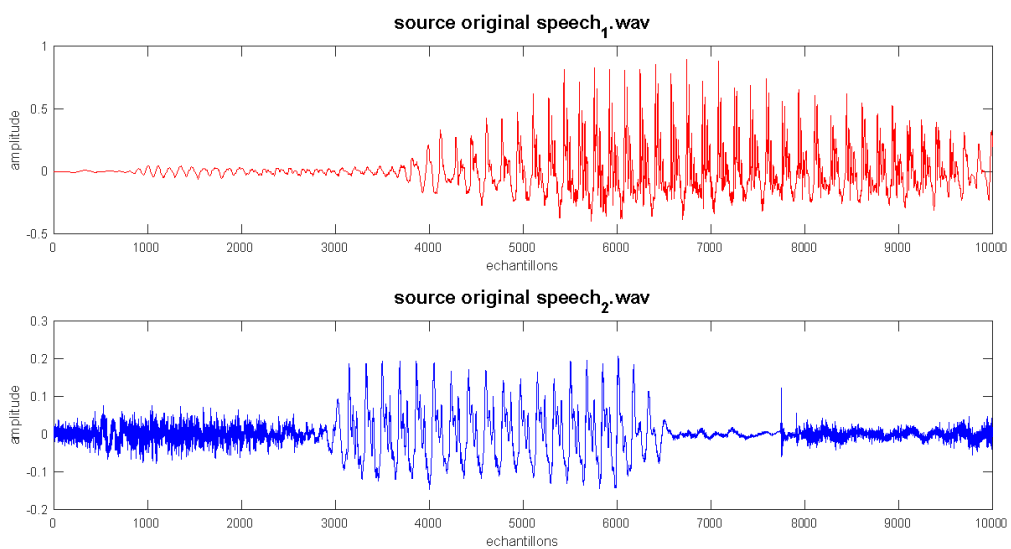 source original speech₁.wav
1
0.5
0
-0.5
amplitude
0 1000 2000 3000 4000 5000 6000 7000 8000 9000 10000
echantillons
source original speech₂.wav
0.3
0.2
0.1
0
-0.1
-0.2
amplitude
0 1000 2000 3000 4000 5000 6000 7000 8000 9000 10000
echantillons